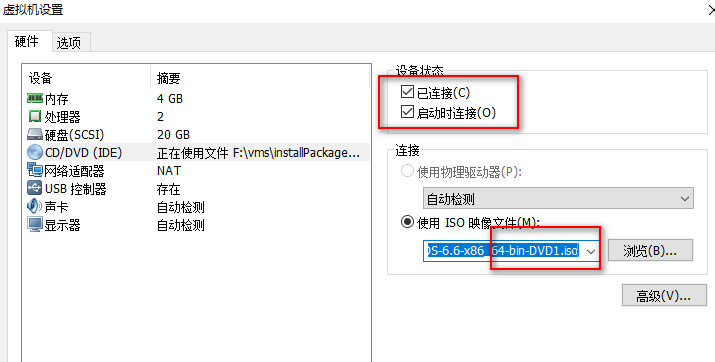 虚拟机设置
硬件 选项
设备 摘要
内存 4 GB
处理器 2
硬盘(SCSI) 20 GB
CD/DVD (IDE) 正在使用文件 F:\vms\installPackage...
网络适配器 NAT
USB 控制器 存在
声卡 自动检测
显示器 自动检测
设备状态
已连接(C)
启动时连接(O)
连接
使用物理驱动器(P):
自动检测
使用 ISO 映像文件(M):
OS-6.6-x86_64-bin-DVD1.iso
浏览(B)...
高级(V)...